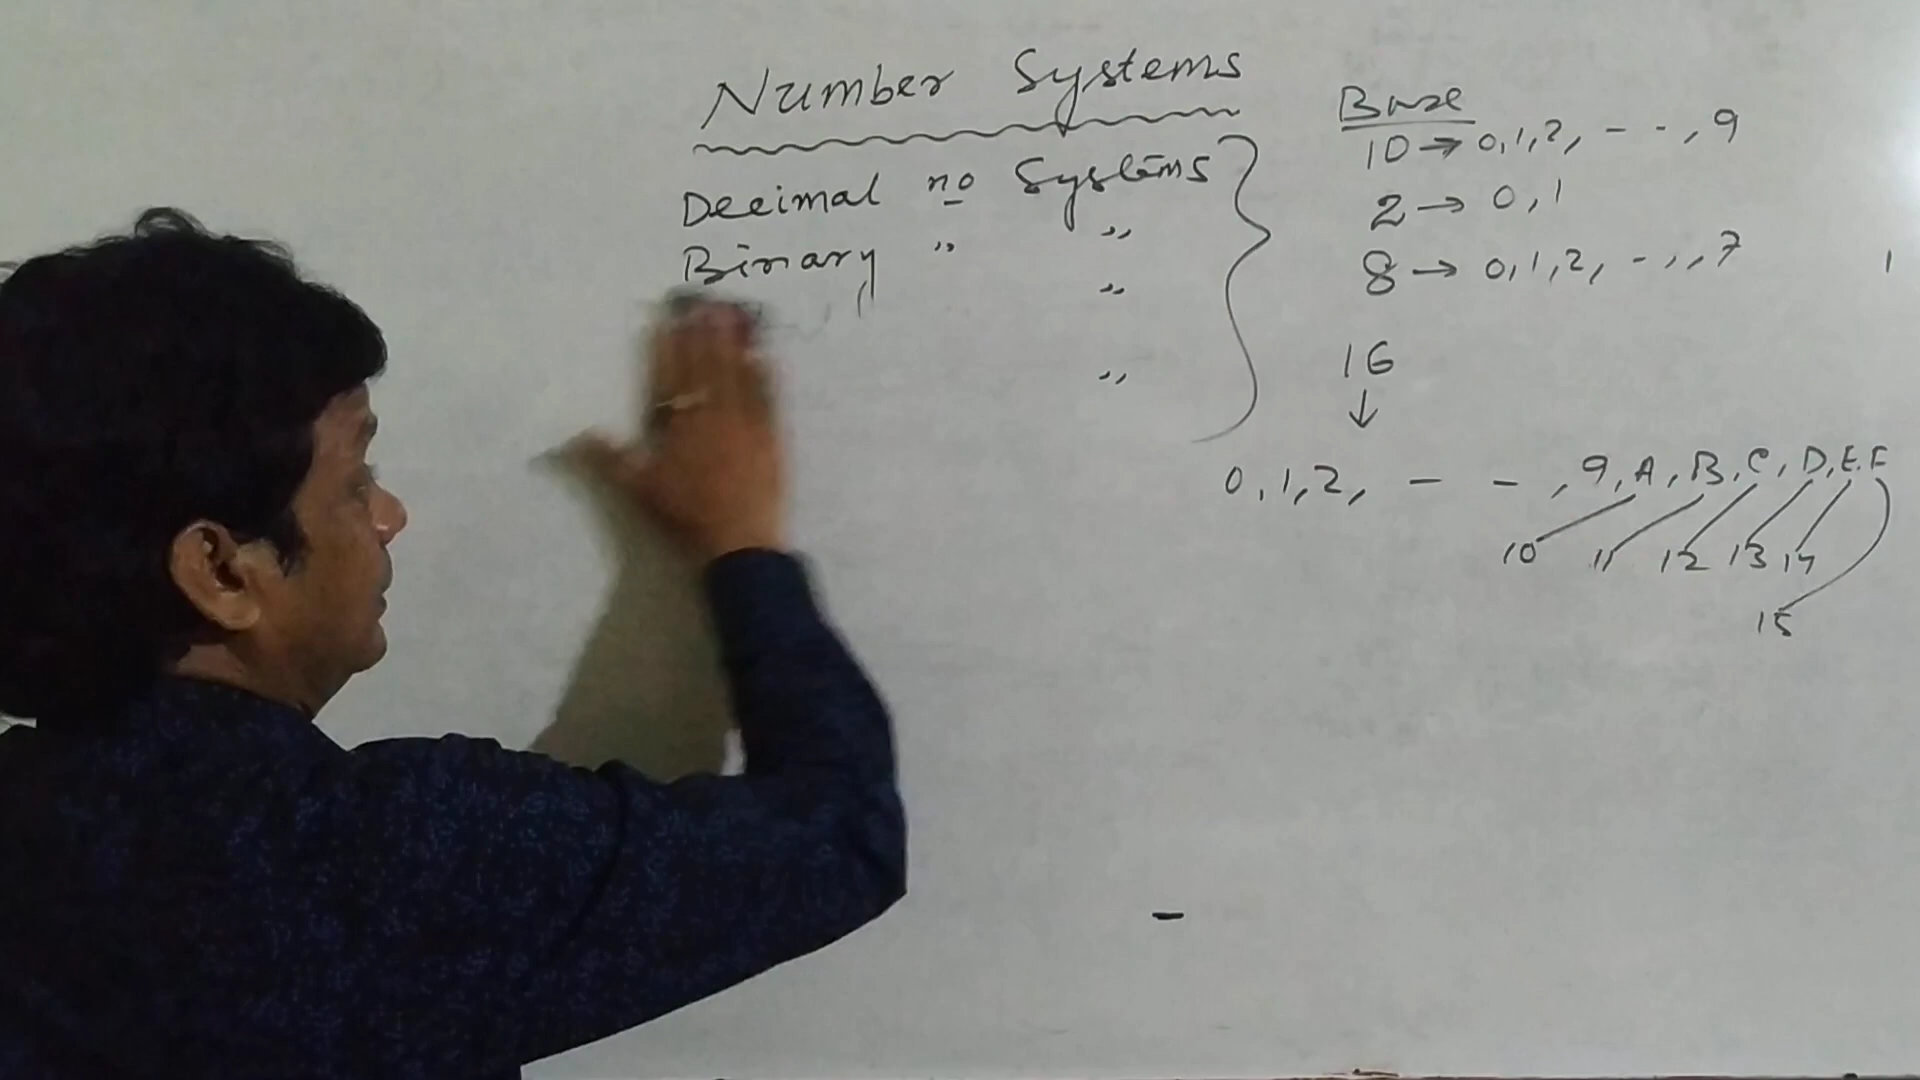 Number Systems
Decimal no Systems
Binary " "
"
"
Base
10 → 0,1,2, - - , 9
2 → 0,1
8 → 0,1,2, - , , 7
16
↓
0,1,2, - - , 9, A, B, C, D, E. F
10 11 12 13 14
15